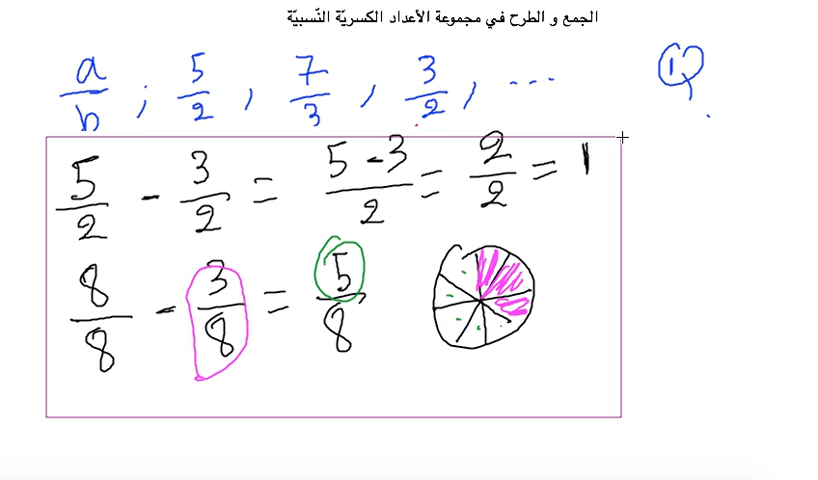 الجمع و الطرح في مجموعة الأعداد الكسريّة النّسبيّة
a/b ; 5/2 , 7/3 , 3/2 , ... Q
5/2 - 3/2 = (5-3)/2 = 2/2 = 1
8/8 - 3/8 = 5/8